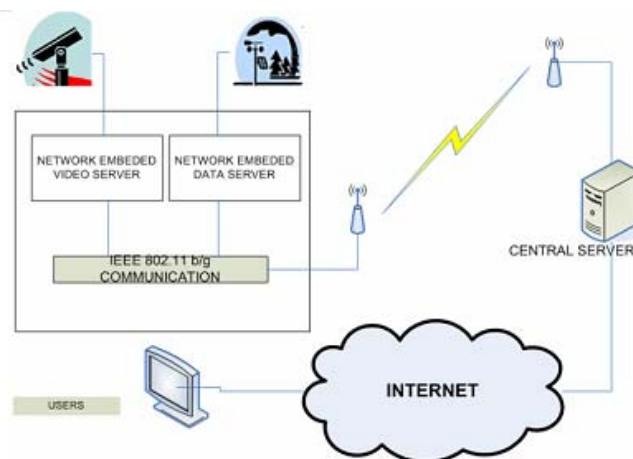 NETWORK EMBEDED
VIDEO SERVER
NETWORK EMBEDED
DATA SERVER
IEEE 802.11 b/g
COMMUNICATION
CENTRAL SERVER
INTERNET
USERS